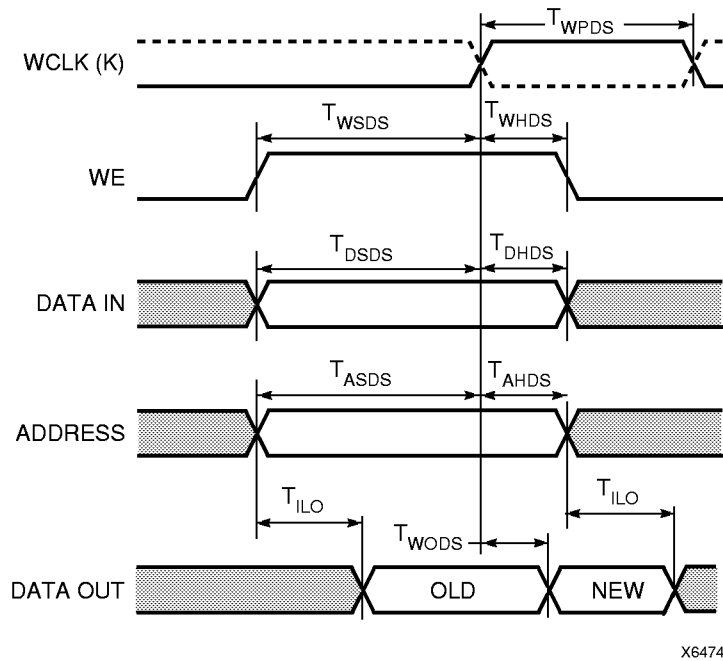 TWPDS
WCLK (K)
TWSDS
TWHDS
WE
TDSDS
TDHDS
DATA IN
TASDS
TAHDS
ADDRESS
TILO
TILO
TWODS
DATA OUT
OLD
NEW
X6474